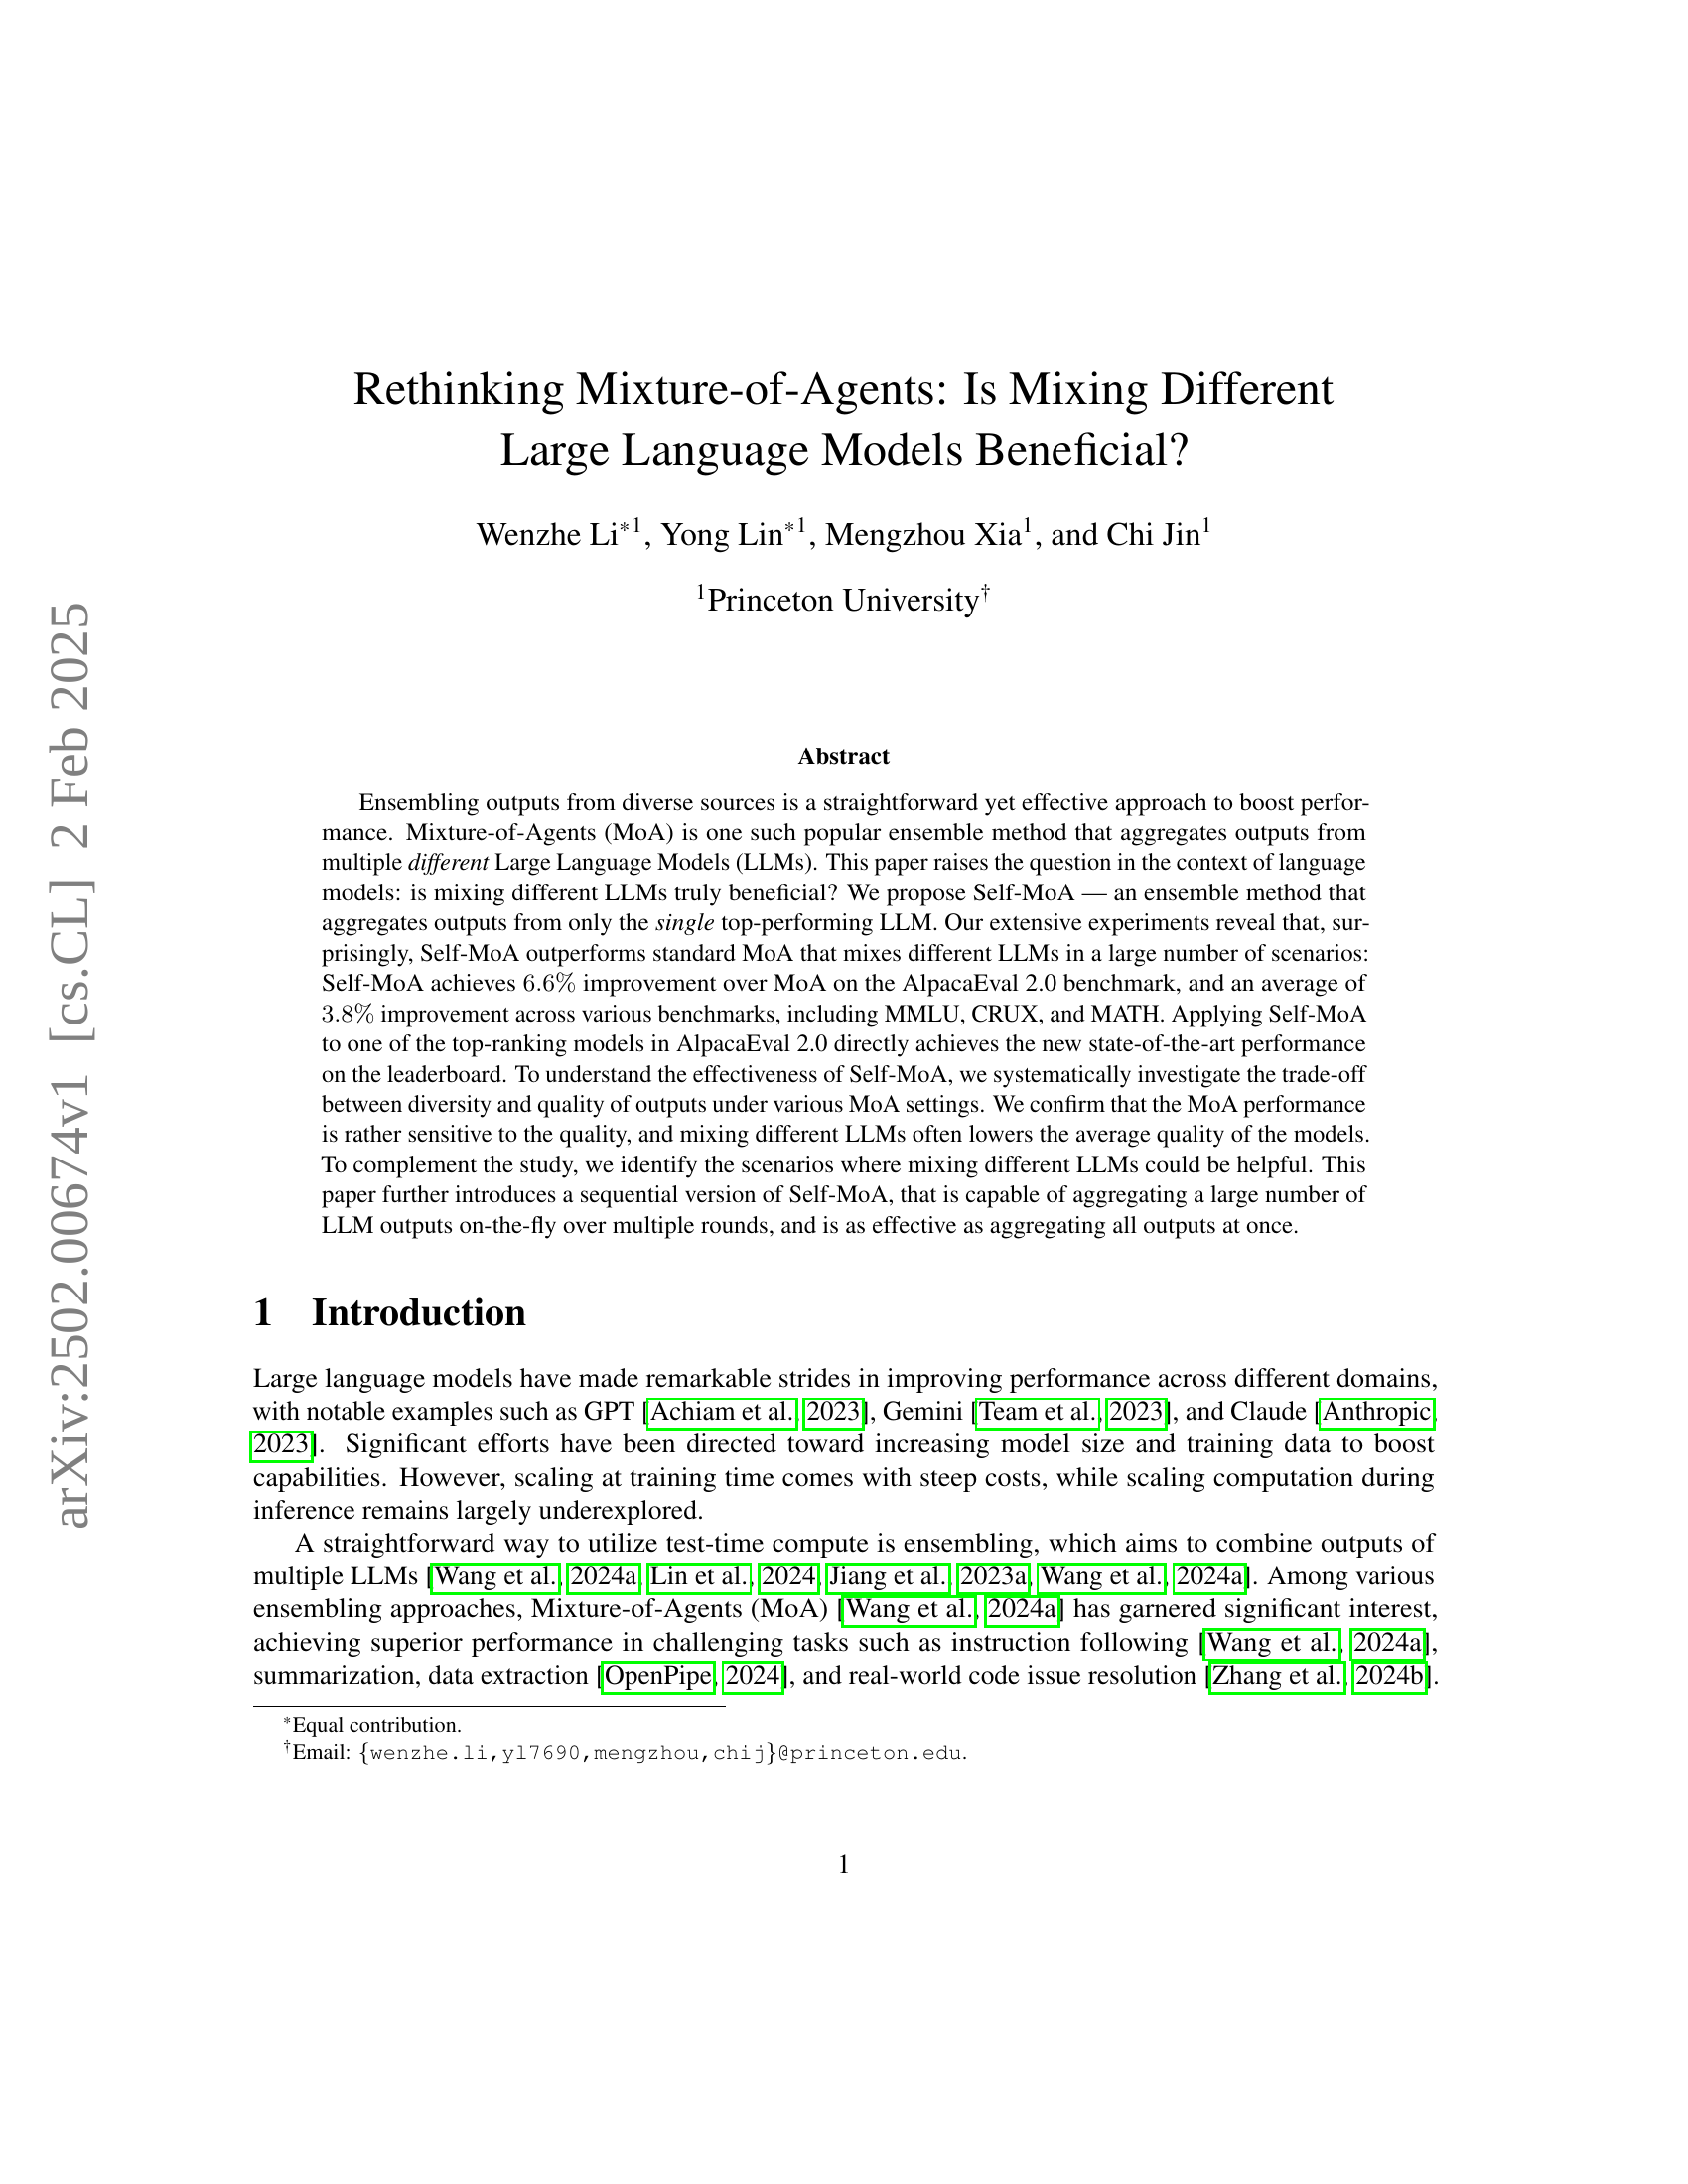 arXiv:2502.00674v1 [cs.CL] 2 Feb 2025
Rethinking Mixture-of-Agents: Is Mixing Different
Large Language Models Beneficial?
Wenzhe Li*1, Yong Lin*1, Mengzhou Xia1, and Chi Jin1
1Princeton University†
Abstract
Ensembling outputs from diverse sources is a straightforward yet effective approach to boost perfor-
mance. Mixture-of-Agents (MoA) is one such popular ensemble method that aggregates outputs from
multiple different Large Language Models (LLMs). This paper raises the question in the context of language
models: is mixing different LLMs truly beneficial? We propose Self-MoA — an ensemble method that
aggregates outputs from only the single top-performing LLM. Our extensive experiments reveal that, sur-
prisingly, Self-MoA outperforms standard MoA that mixes different LLMs in a large number of scenarios:
Self-MoA achieves 6.6% improvement over MoA on the AlpacaEval 2.0 benchmark, and an average of
3.8% improvement across various benchmarks, including MMLU, CRUX, and MATH. Applying Self-MoA
to one of the top-ranking models in AlpacaEval 2.0 directly achieves the new state-of-the-art performance
on the leaderboard. To understand the effectiveness of Self-MoA, we systematically investigate the trade-off
between diversity and quality of outputs under various MoA settings. We confirm that the MoA performance
is rather sensitive to the quality, and mixing different LLMs often lowers the average quality of the models.
To complement the study, we identify the scenarios where mixing different LLMs could be helpful. This
paper further introduces a sequential version of Self-MoA, that is capable of aggregating a large number of
LLM outputs on-the-fly over multiple rounds, and is as effective as aggregating all outputs at once.
1 Introduction
Large language models have made remarkable strides in improving performance across different domains,
with notable examples such as GPT [Achiam et al., 2023], Gemini [Team et al., 2023], and Claude [Anthropic,
2023]. Significant efforts have been directed toward increasing model size and training data to boost
capabilities. However, scaling at training time comes with steep costs, while scaling computation during
inference remains largely underexplored.
A straightforward way to utilize test-time compute is ensembling, which aims to combine outputs of
multiple LLMs [Wang et al., 2024a, Lin et al., 2024, Jiang et al., 2023a, Wang et al., 2024a]. Among various
ensembling approaches, Mixture-of-Agents (MoA) [Wang et al., 2024a] has garnered significant interest,
achieving superior performance in challenging tasks such as instruction following [Wang et al., 2024a],
summarization, data extraction [OpenPipe, 2024], and real-world code issue resolution [Zhang et al., 2024b].
*Equal contribution.
†Email: {wenzhe.li,yl7690,mengzhou,chij}@princeton.edu.
1